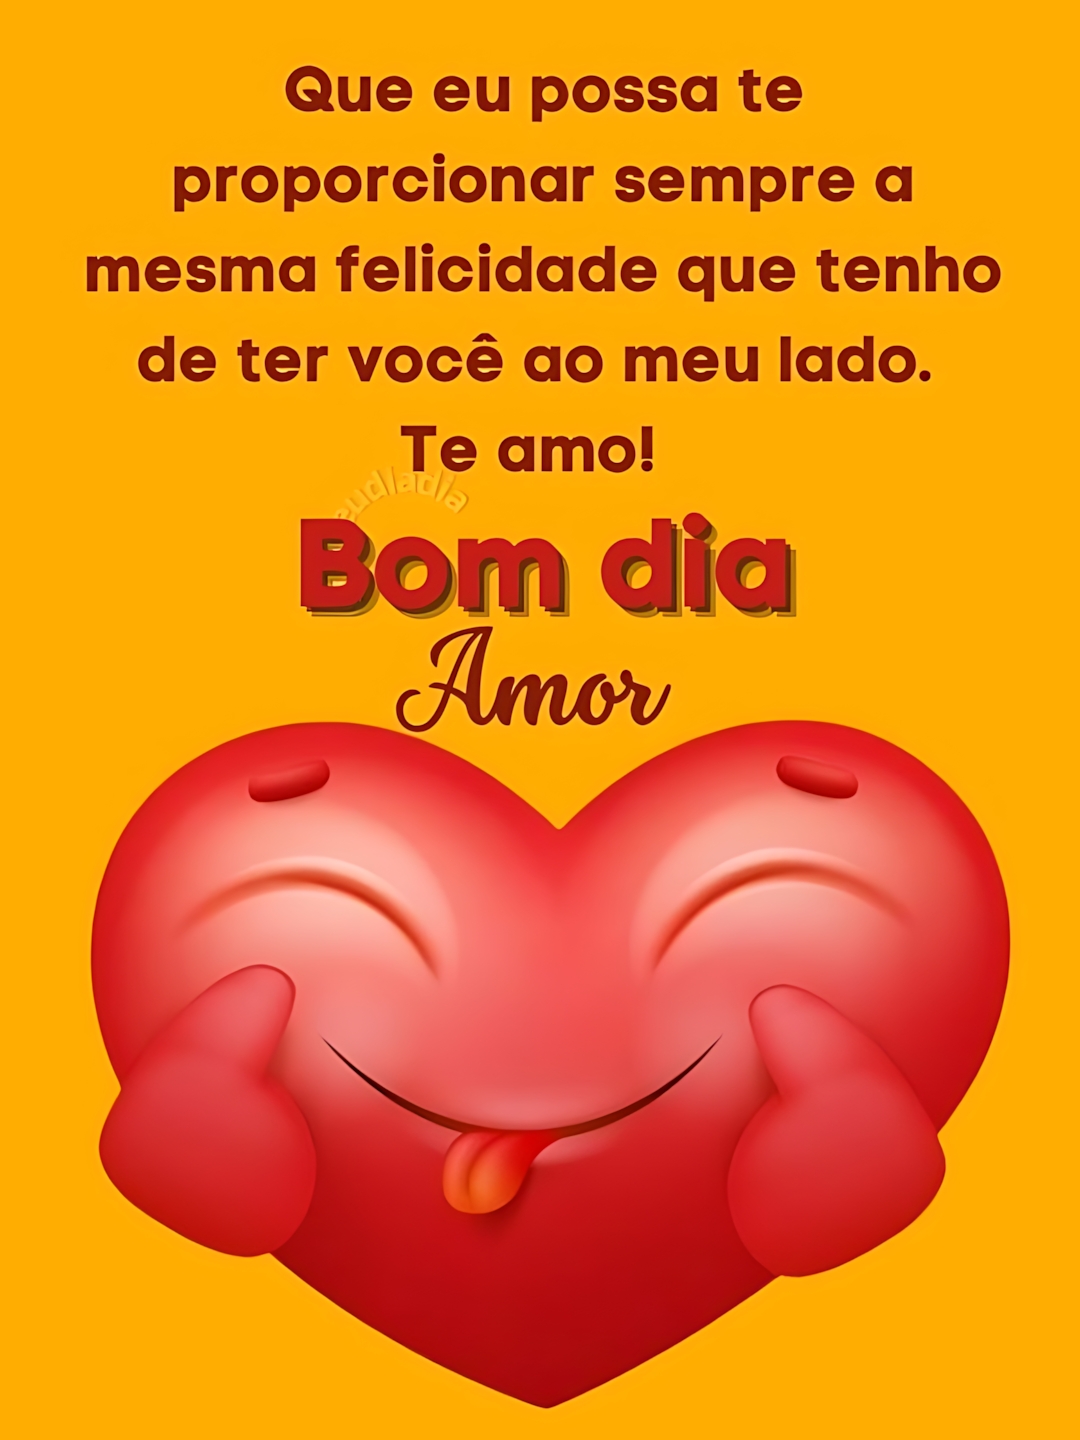 Que eu possa te
proporcionar sempre a
mesma felicidade que tenho
de ter você ao meu lado.
Te amo!
Bom dia
Amor